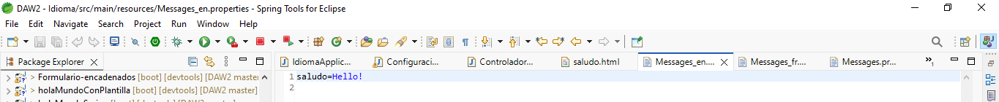 DAW2 - Idioma/src/main/resources/Messages_en.properties - Spring Tools for Eclipse
File Edit Navigate Search Project Run Window Help
Package Explorer
IdiomaApplic...
Configuraci...
Controlador...
saludo.html
Messages_en....
Messages_fr....
Messages.pr...
»1
> Formulario-encadenados [boot] [devtools] [DAW2 master]
> holaMundoConPlantilla [boot] [devtools] [DAW2 master]
1 saludo=Hello!
2